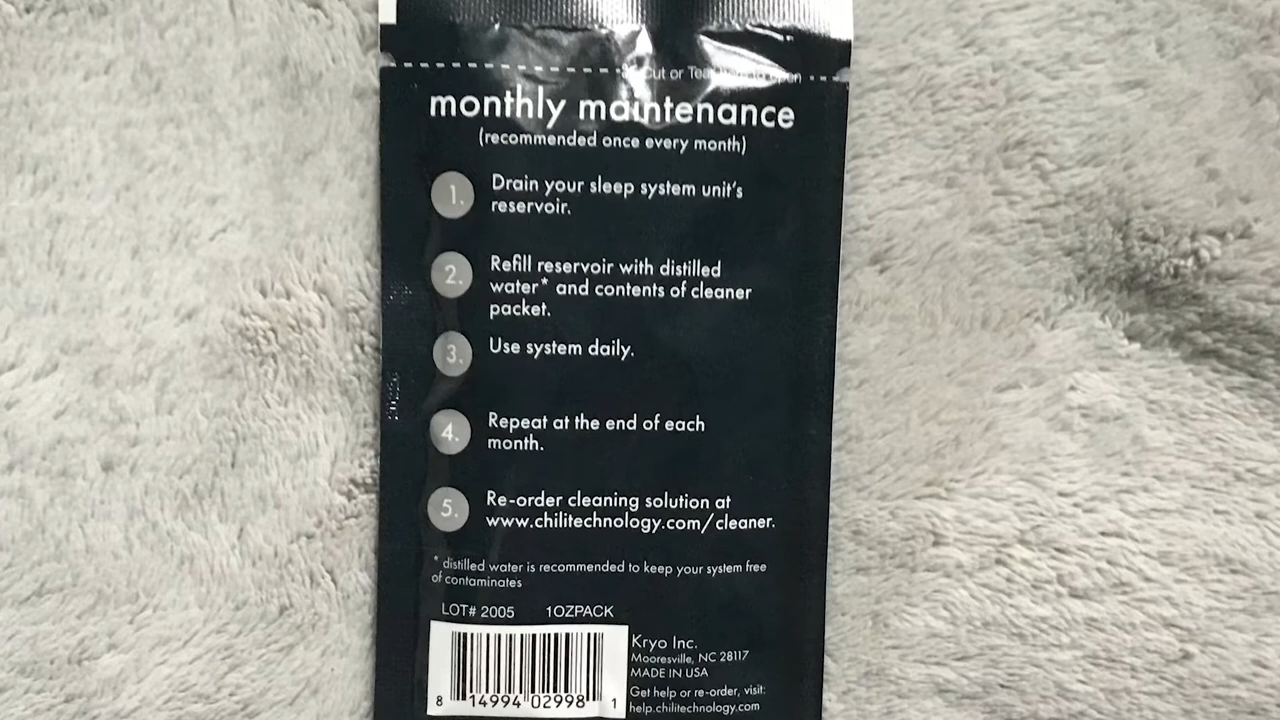 Cut or Tear Here to Open
monthly maintenance
(recommended once every month)
1. Drain your sleep system unit's
reservoir.
2. Refill reservoir with distilled
water* and contents of cleaner
packet.
3. Use system daily.
4. Repeat at the end of each
month.
5. Re-order cleaning solution at
www.chilitechnology.com/cleaner.
* distilled water is recommended to keep your system free
of contaminates
LOT# 2005 1OZPACK
8 14994 02998 1
Kryo Inc.
Mooresville, NC 28117
MADE IN USA
Get help or re-order, visit:
help.chilitechnology.com